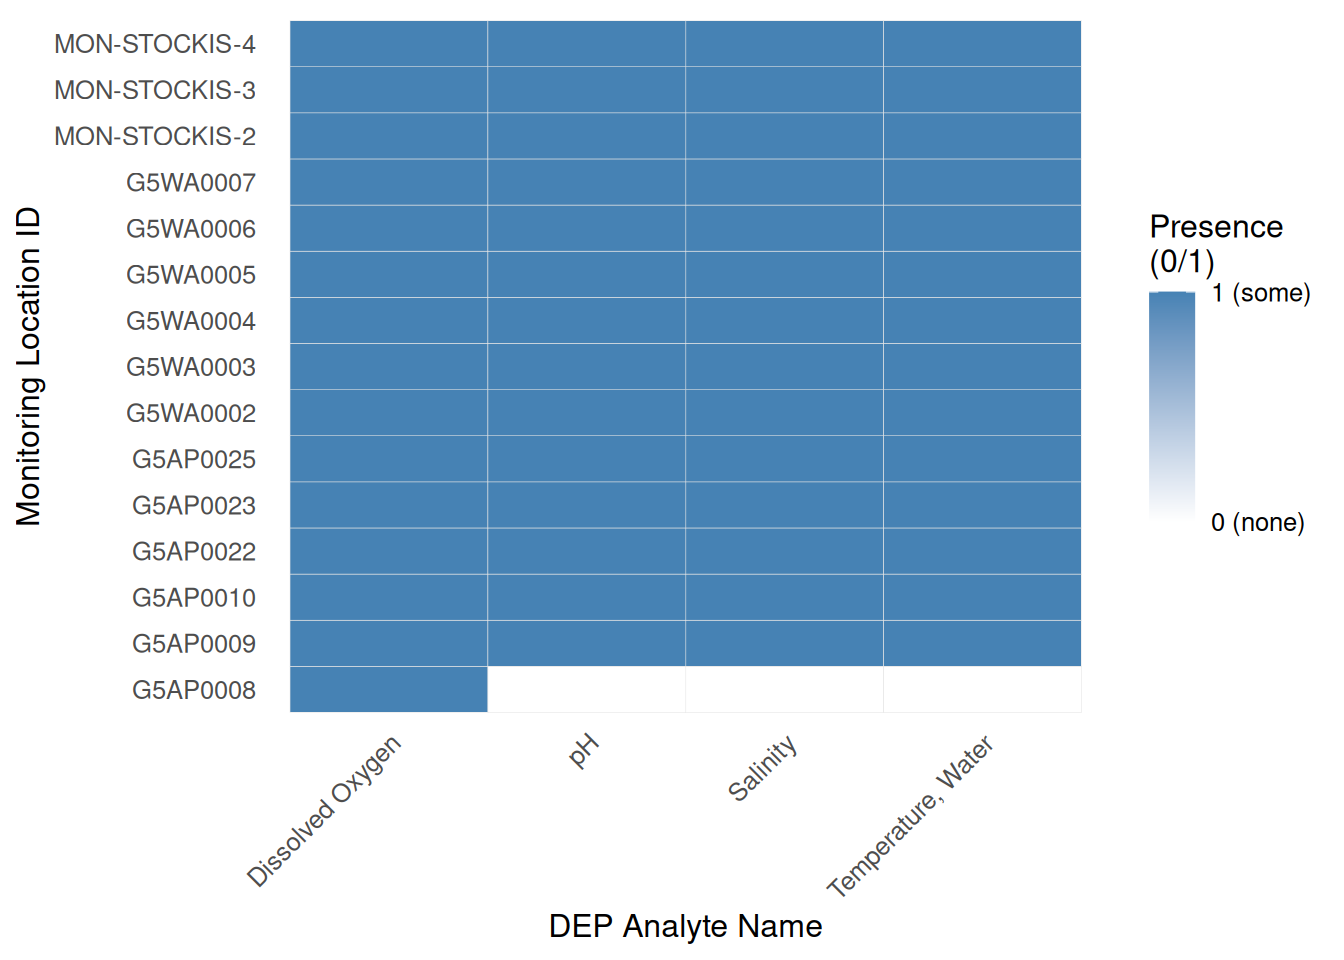 MON-STOCKIS-4
MON-STOCKIS-3
MON-STOCKIS-2
G5WA0007
G5WA0006
G5WA0005
G5WA0004
G5WA0003
G5WA0002
G5AP0025
G5AP0023
G5AP0022
G5AP0010
G5AP0009
G5AP0008
Monitoring Location ID
Dissolved Oxygen
pH
Salinity
Temperature, Water
DEP Analyte Name
Presence
(0/1)
1 (some)
0 (none)